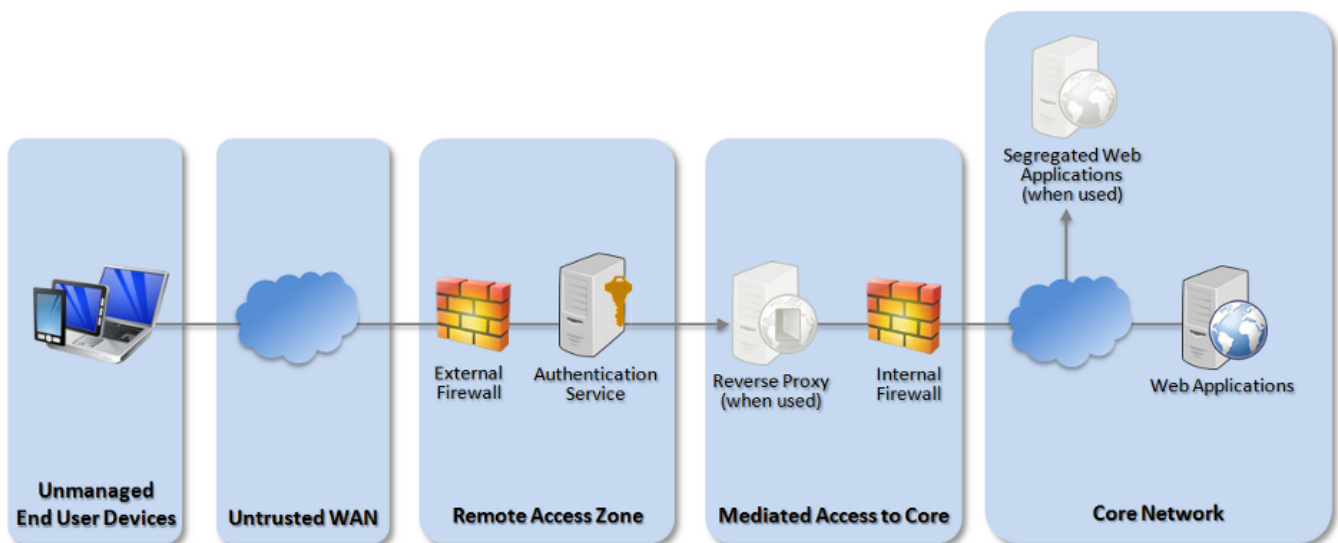 Segregated Web
Applications
(when used)
External
Firewall
Authentication
Service
Reverse Proxy
(when used)
Internal
Firewall
Web Applications
Unmanaged
End User Devices
Untrusted WAN
Remote Access Zone
Mediated Access to Core
Core Network